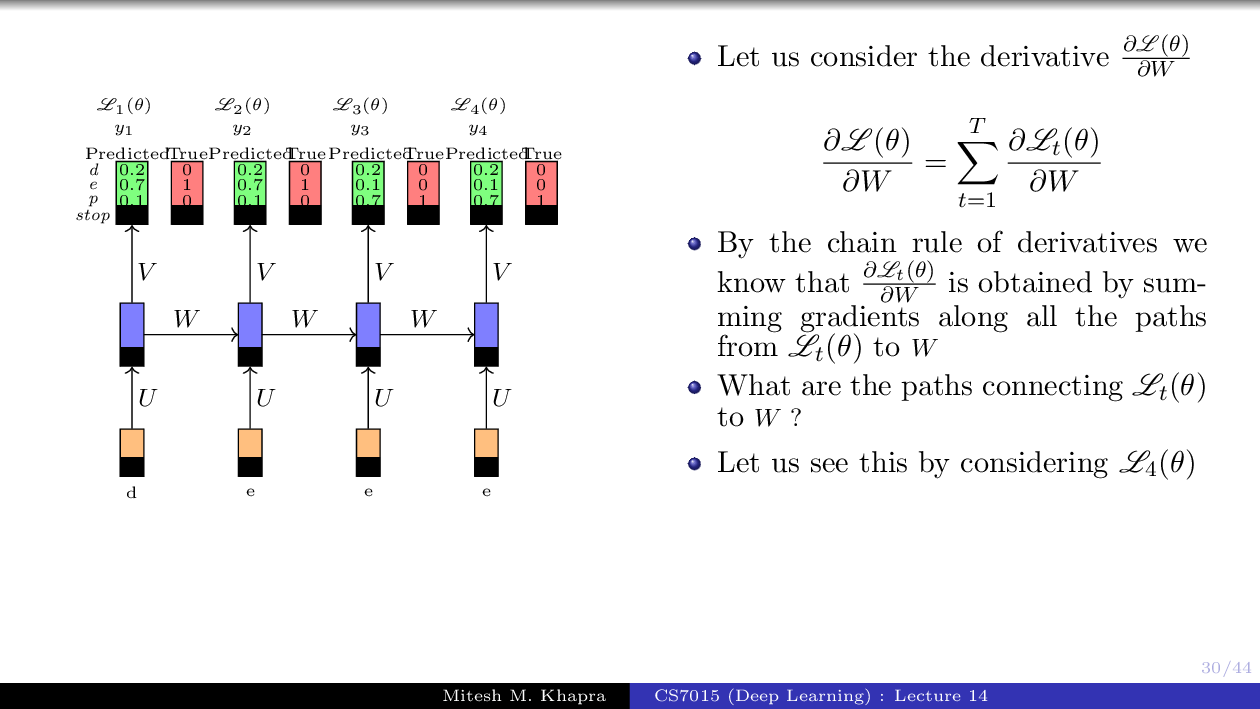 ℒ₁(θ) ℒ₂(θ) ℒ₃(θ) ℒ₄(θ)
y₁ y₂ y₃ y₄
Predicted True Predicted True Predicted True Predicted True
d 0.2 0 0.2 0 0.2 0 0.2 0
e 0.7 1 0.7 1 0.1 0 0.1 0
p 0.1 0 0.1 0 0.7 1 0.7 1
stop
V V V V
W W W
U U U U
d e e e
Let us consider the derivative ∂ℒ(θ)/∂W
∂ℒ(θ)/∂W = ∑_{t=1}^{T} ∂ℒₜ(θ)/∂W
By the chain rule of derivatives we
know that ∂ℒₜ(θ)/∂W is obtained by sum-
ming gradients along all the paths
from ℒₜ(θ) to W
What are the paths connecting ℒₜ(θ)
to W ?
Let us see this by considering ℒ₄(θ)
30/44
Mitesh M. Khapra CS7015 (Deep Learning) : Lecture 14